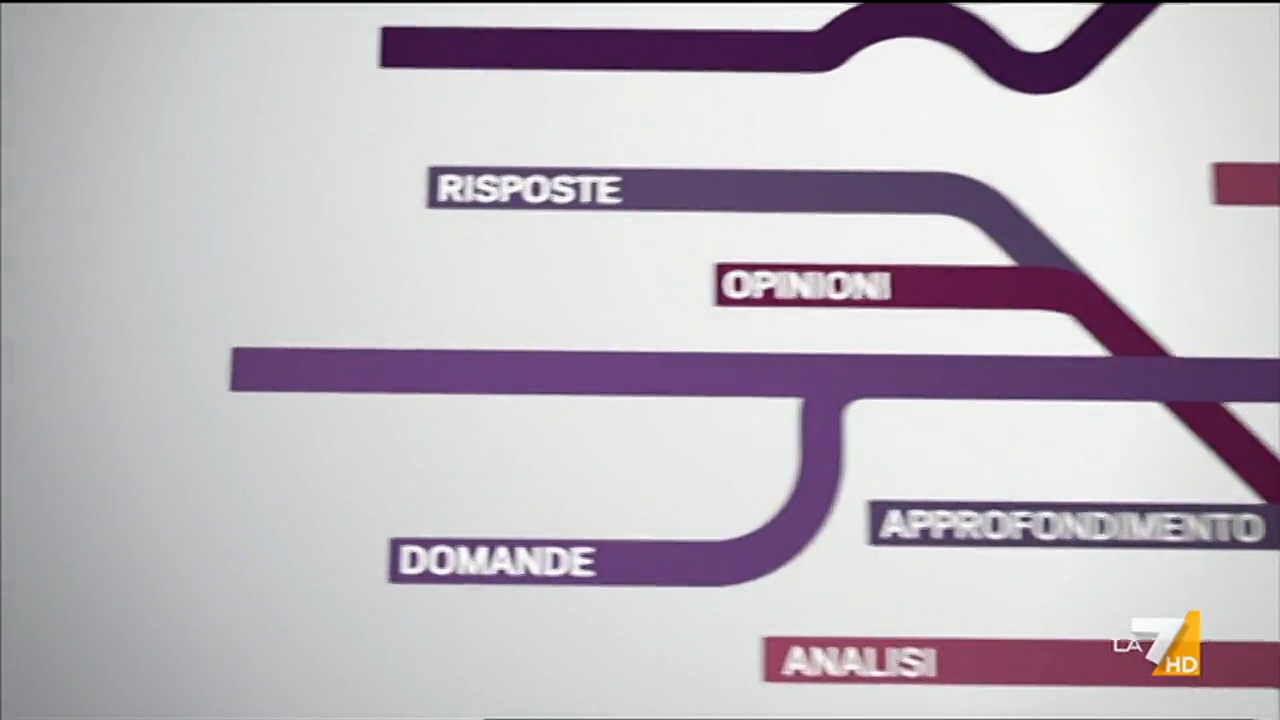 RISPOSTE
OPINIONI
APPROFONDIMENTO
DOMANDE
ANALISI
LA7
HD